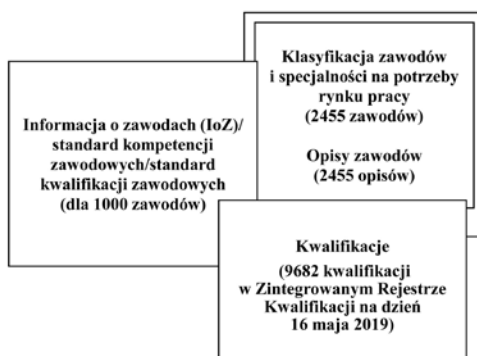 Klasyfikacja zawodów
i specjalności na potrzeby
rynku pracy
(2455 zawodów)
Opisy zawodów
(2455 opisów)
Informacja o zawodach (IoZ)/
standard kompetencji
zawodowych/standard
kwalifikacji zawodowych
(dla 1000 zawodów)
Kwalifikacje
(9682 kwalifikacji
w Zintegrowanym Rejestrze
Kwalifikacji na dzień
16 maja 2019)